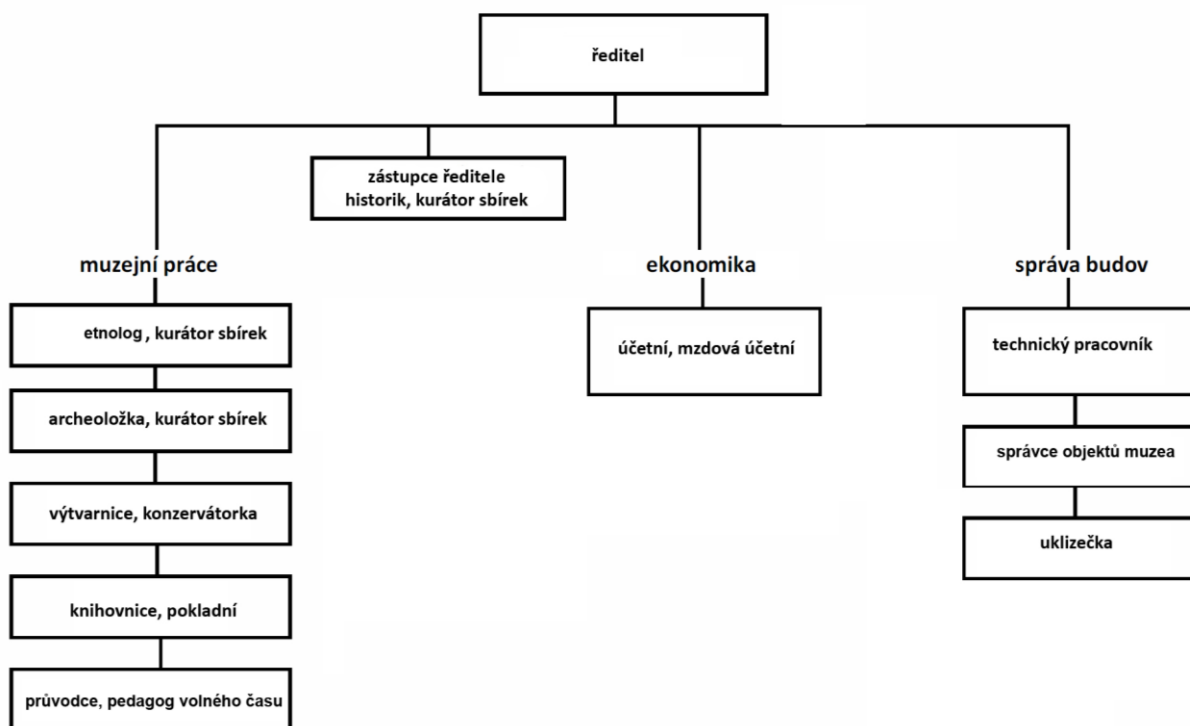 ředitel
zástupce ředitele
historik, kurátor sbírek
muzejní práce
ekonomika
správa budov
etnolog, kurátor sbírek
účetní, mzdová účetní
technický pracovník
archeoložka, kurátor sbírek
správce objektů muzea
výtvarnice, konzervátorka
uklizečka
knihovnice, pokladní
průvodce, pedagog volného času